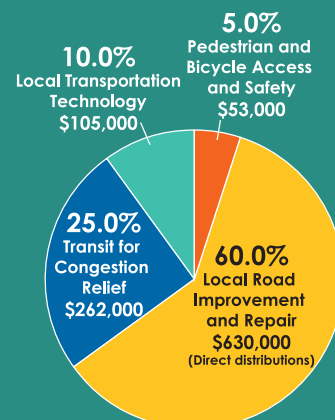 5.0%
Pedestrian and
Bicycle Access
and Safety
$53,000
10.0%
Local Transportation
Technology
$105,000
25.0%
Transit for
Congestion
Relief
$262,000
60.0%
Local Road
Improvement
and Repair
$630,000
(Direct distributions)